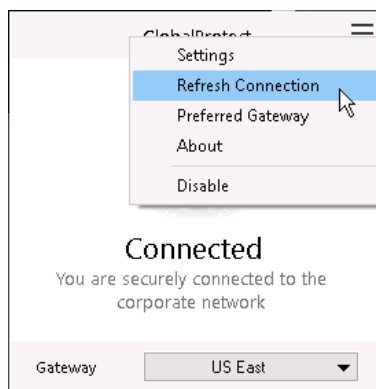 GlobalProtect
Settings
Refresh Connection
Preferred Gateway
About
Disable
Connected
You are securely connected to the
corporate network
Gateway
US East